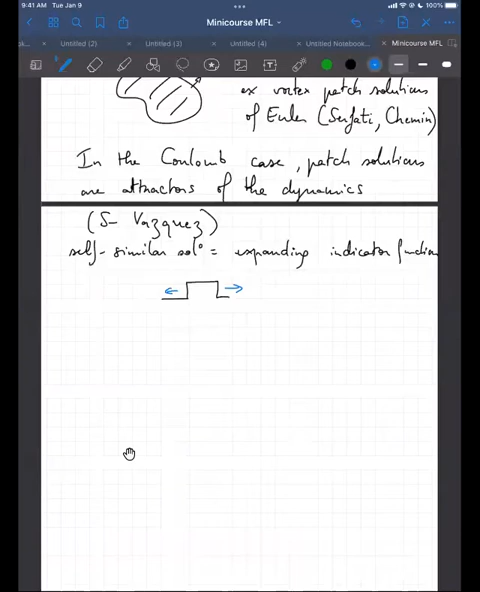 9:41 AM Tue Jan 9
100%
Minicourse MFL
Untitled (2)
Untitled (3)
Untitled (4)
Untitled Notebook...
Minicourse MFL
ex vortex patch solutions
of Euler (Serfati, Chemin)
In the Coulomb case, patch solutions
are attractors of the dynamics
(S- Vazquez)
self-similar sol° = expanding indicator function